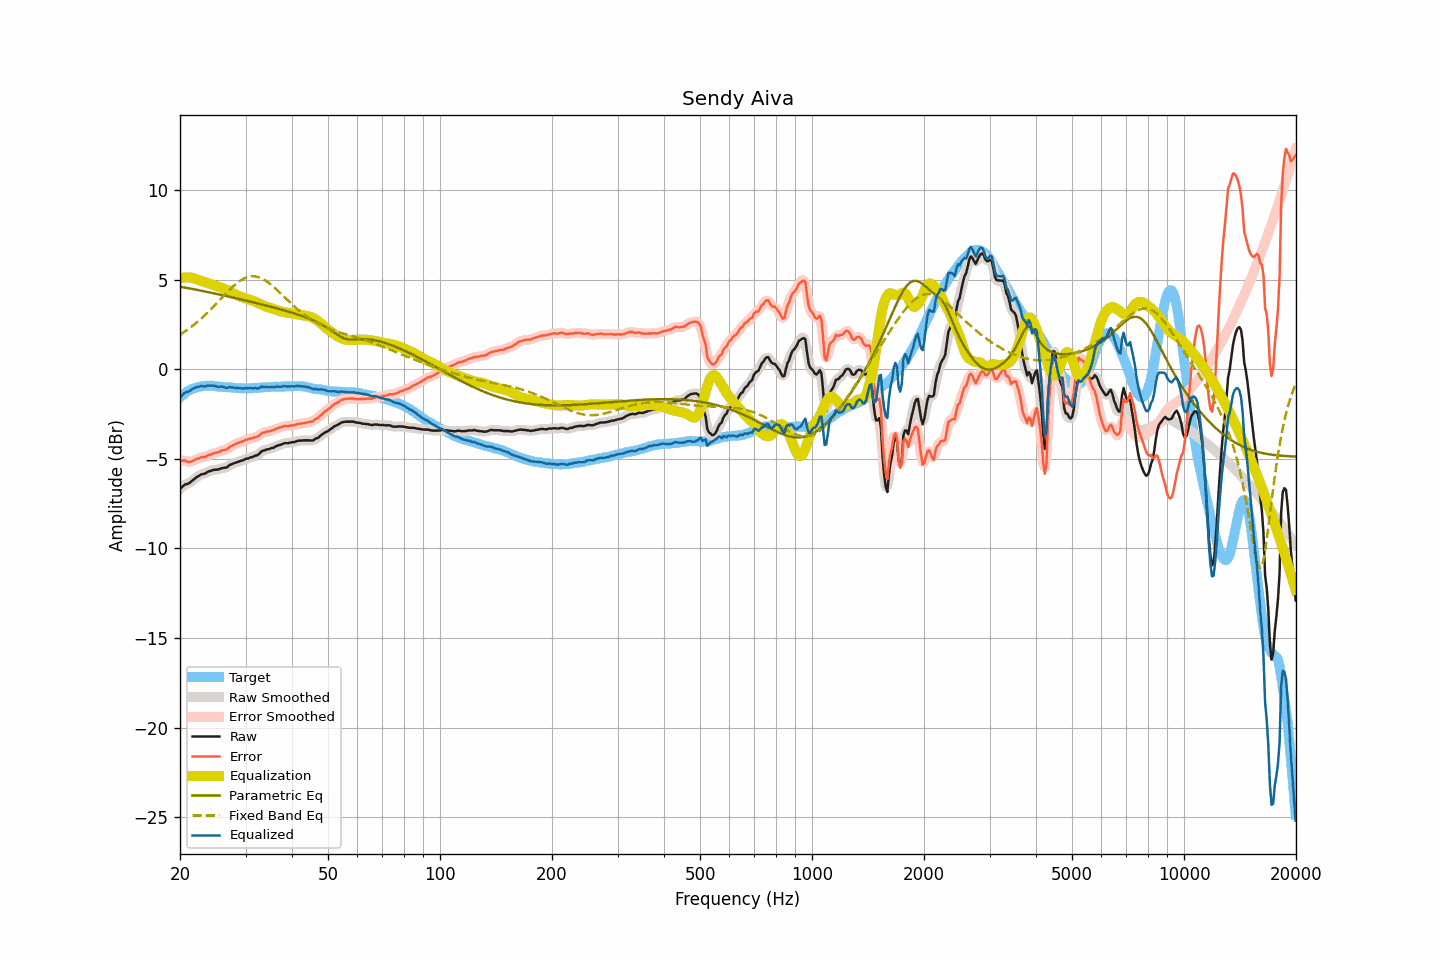 Sendy Aiva
10
5
0
−5
−10
−15
−20
−25
Amplitude (dBr)
Target
Raw Smoothed
Error Smoothed
Raw
Error
Equalization
Parametric Eq
Fixed Band Eq
Equalized
20 50 100 200 500 1000 2000 5000 10000 20000
Frequency (Hz)